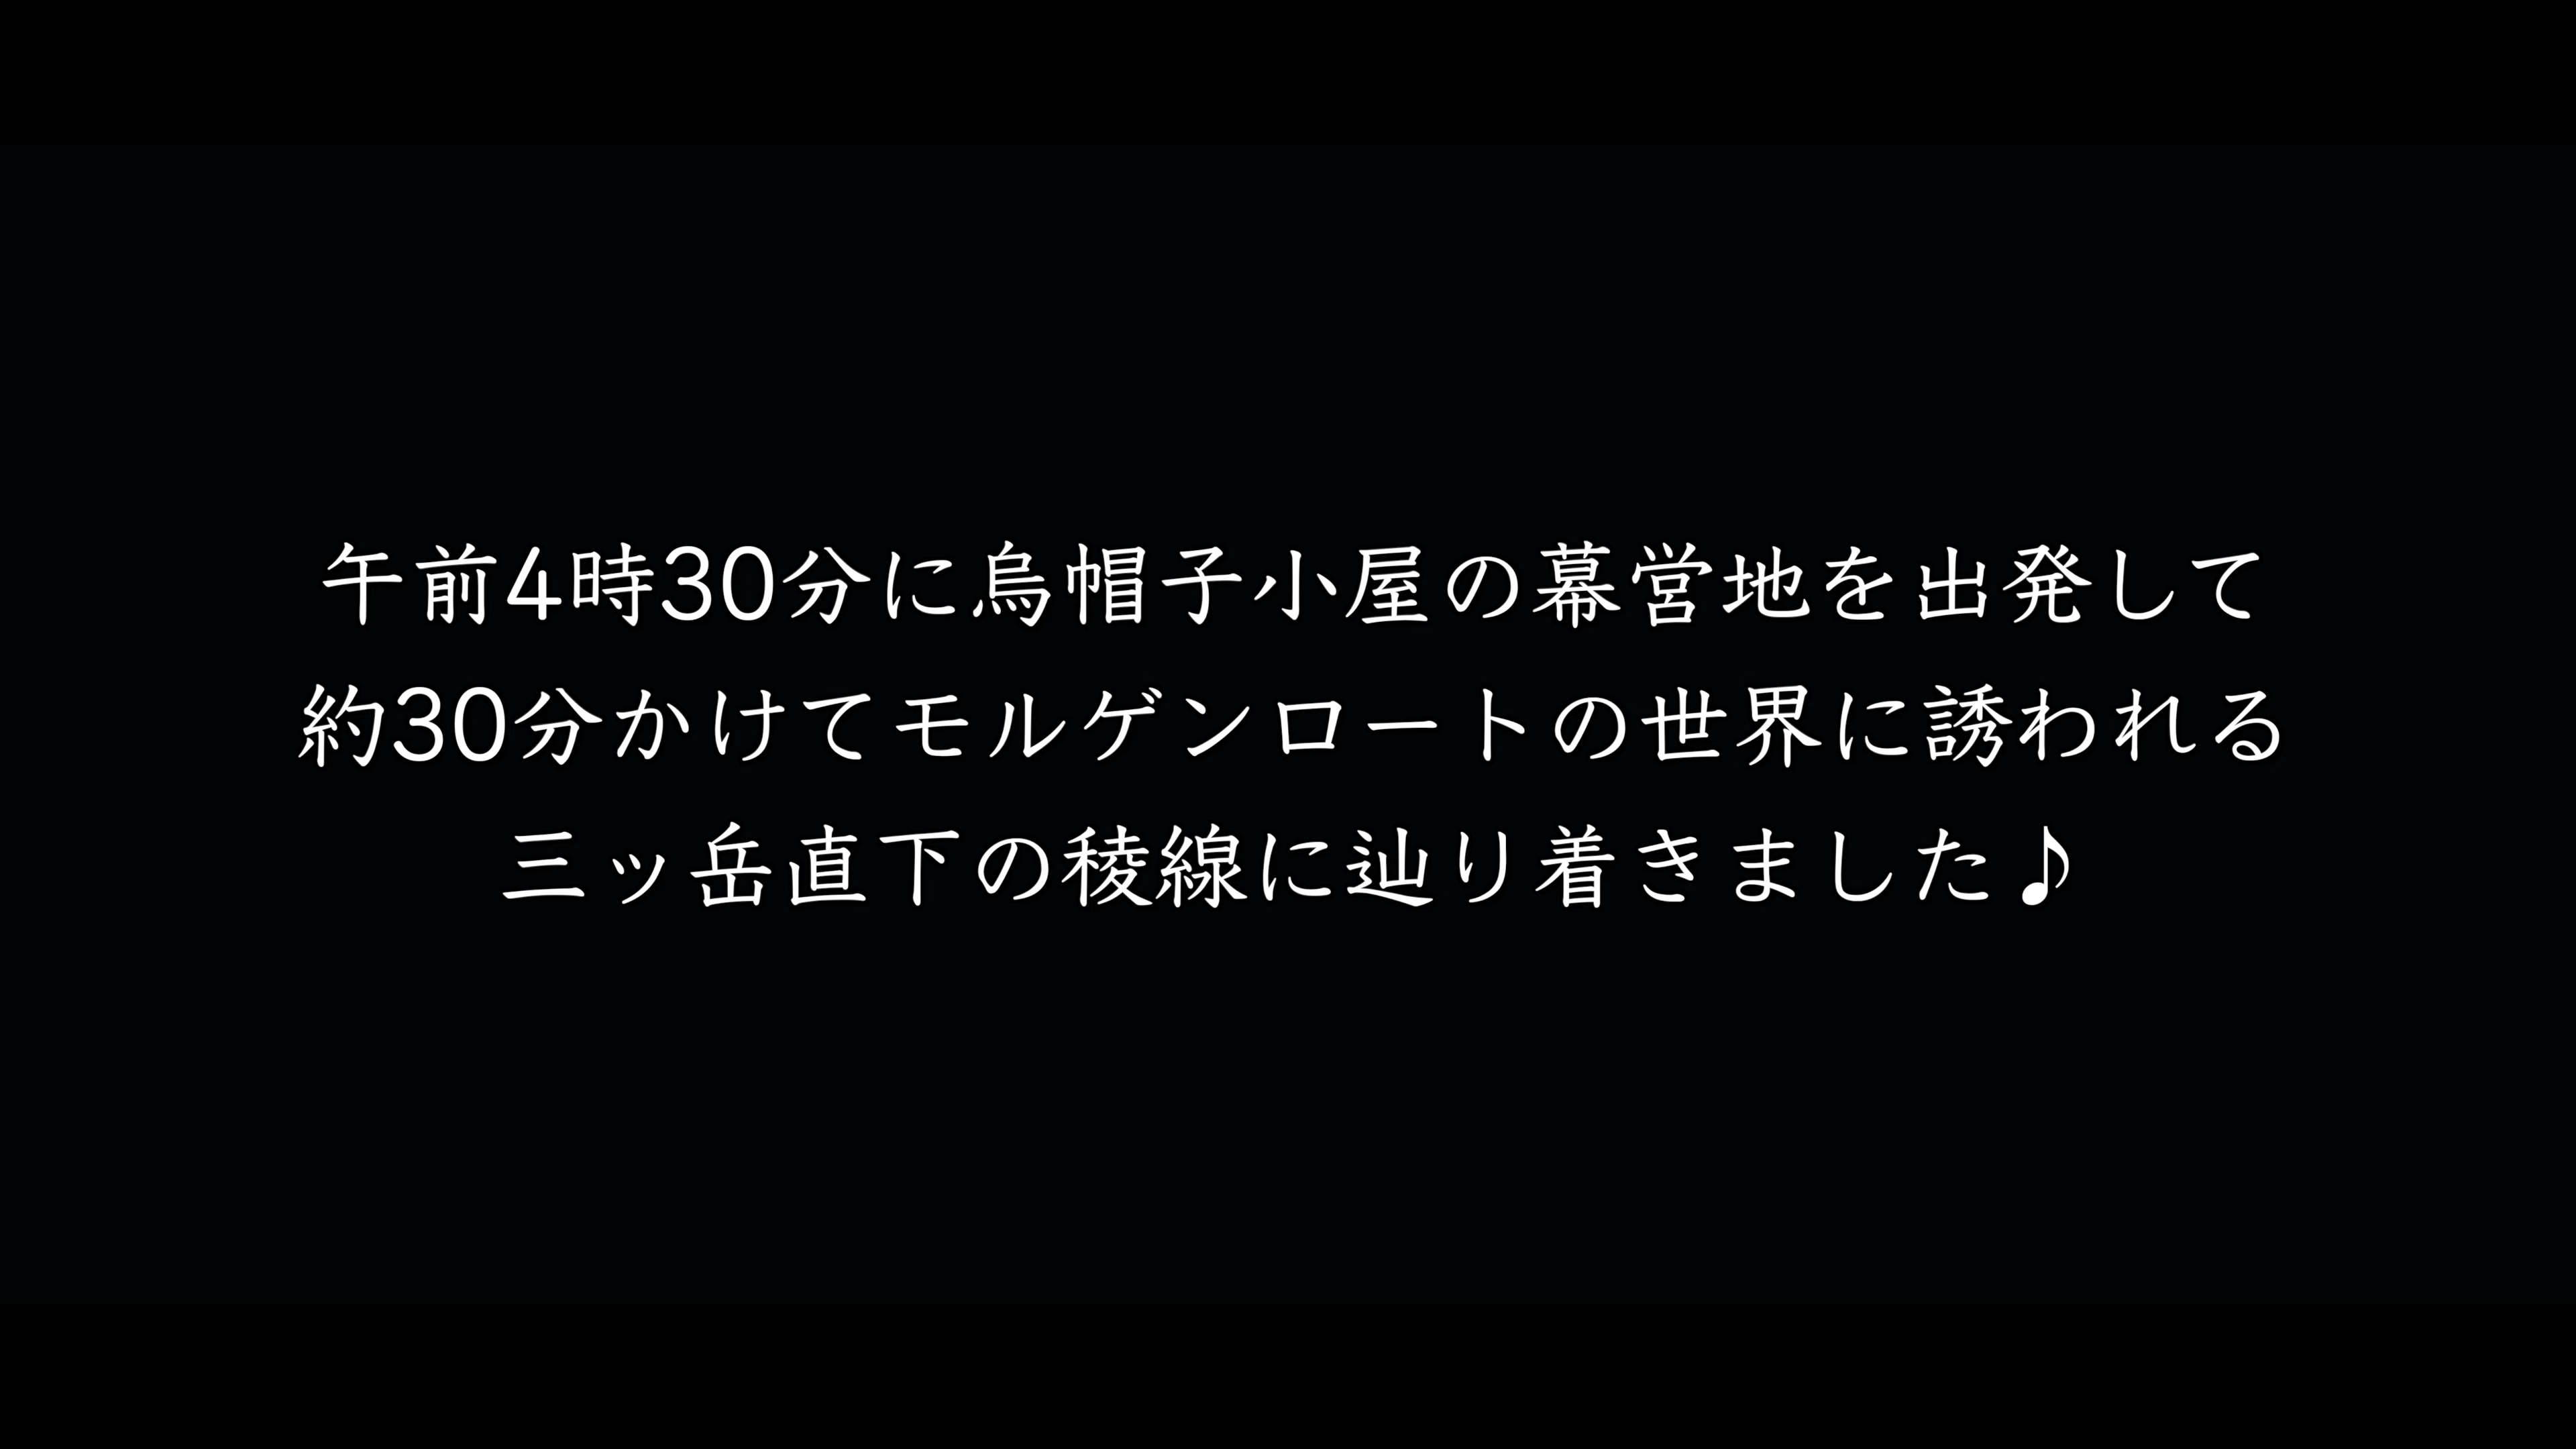 午前4時30分に烏帽子小屋の幕営地を出発して
約30分かけてモルゲンロートの世界に誘われる
三ッ岳直下の稜線に辿り着きました♪